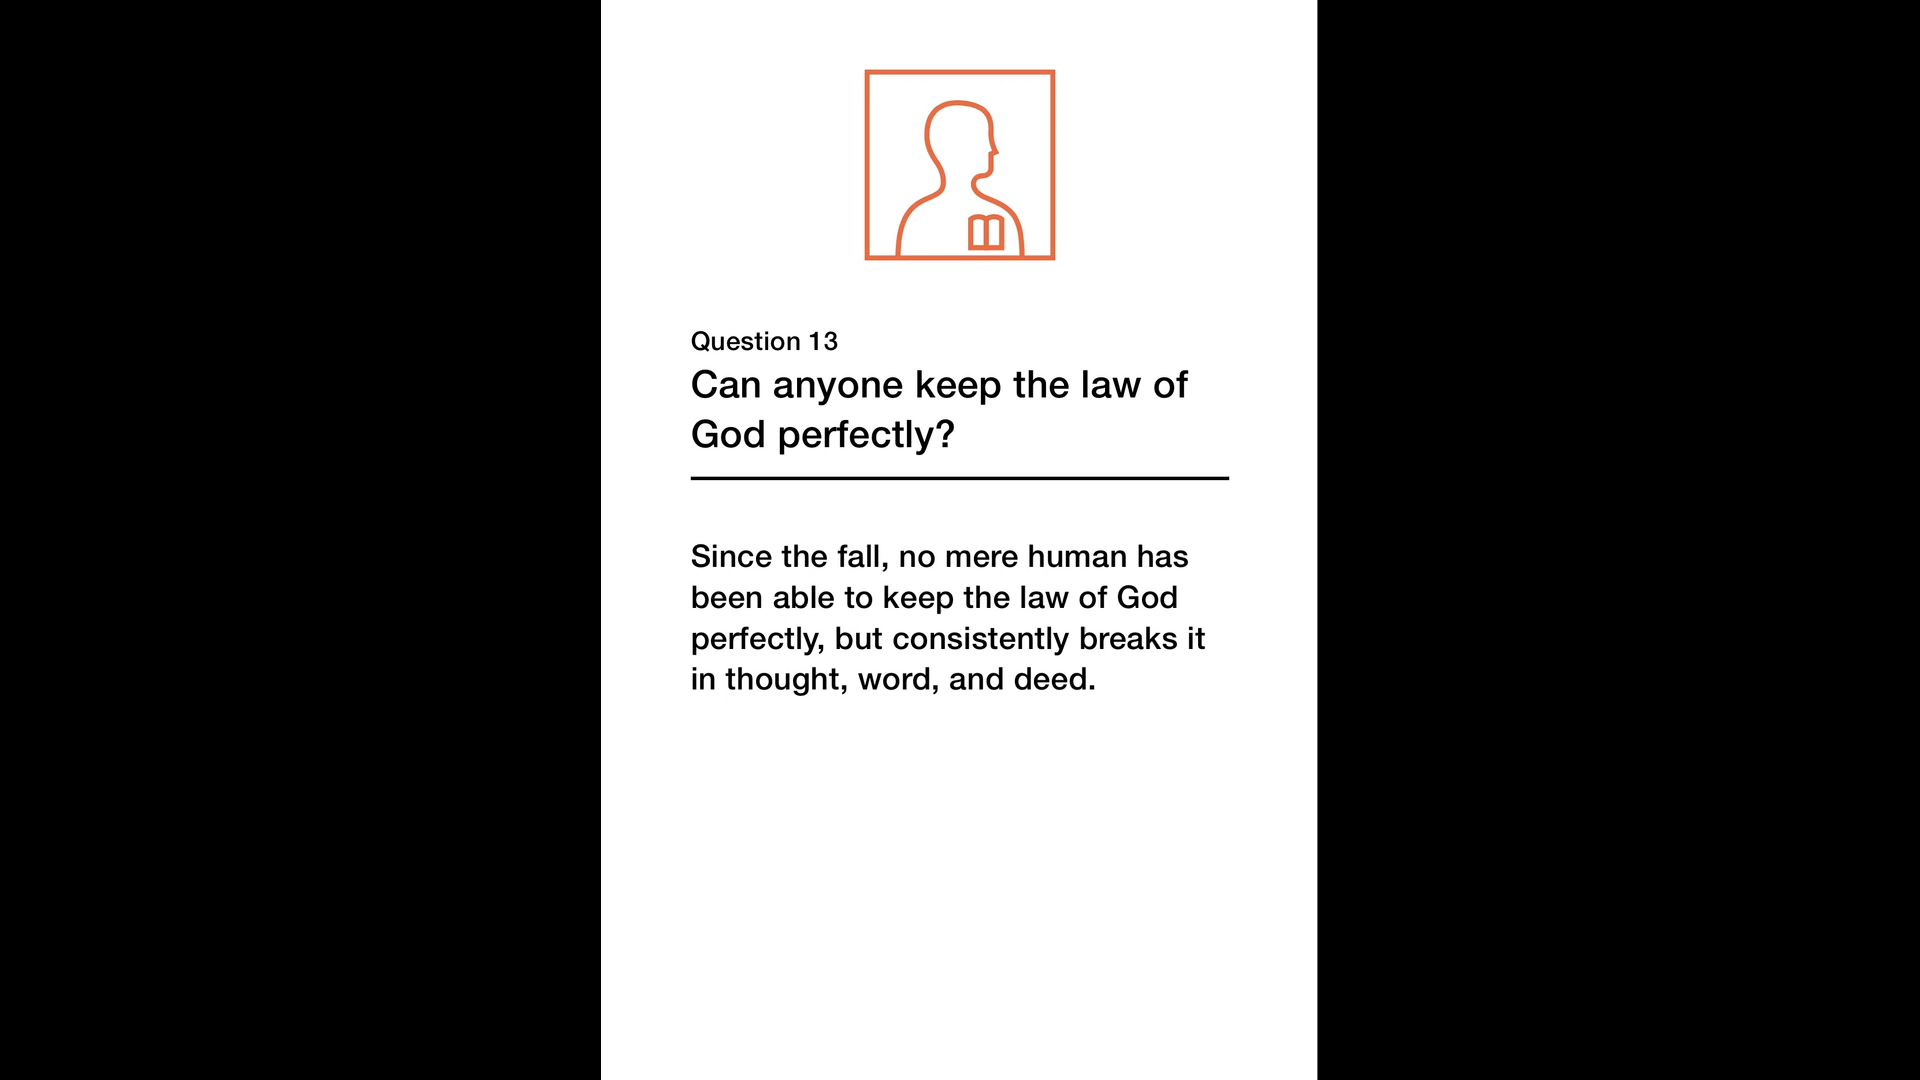 Question 13
Can anyone keep the law of
God perfectly?
Since the fall, no mere human has
been able to keep the law of God
perfectly, but consistently breaks it
in thought, word, and deed.